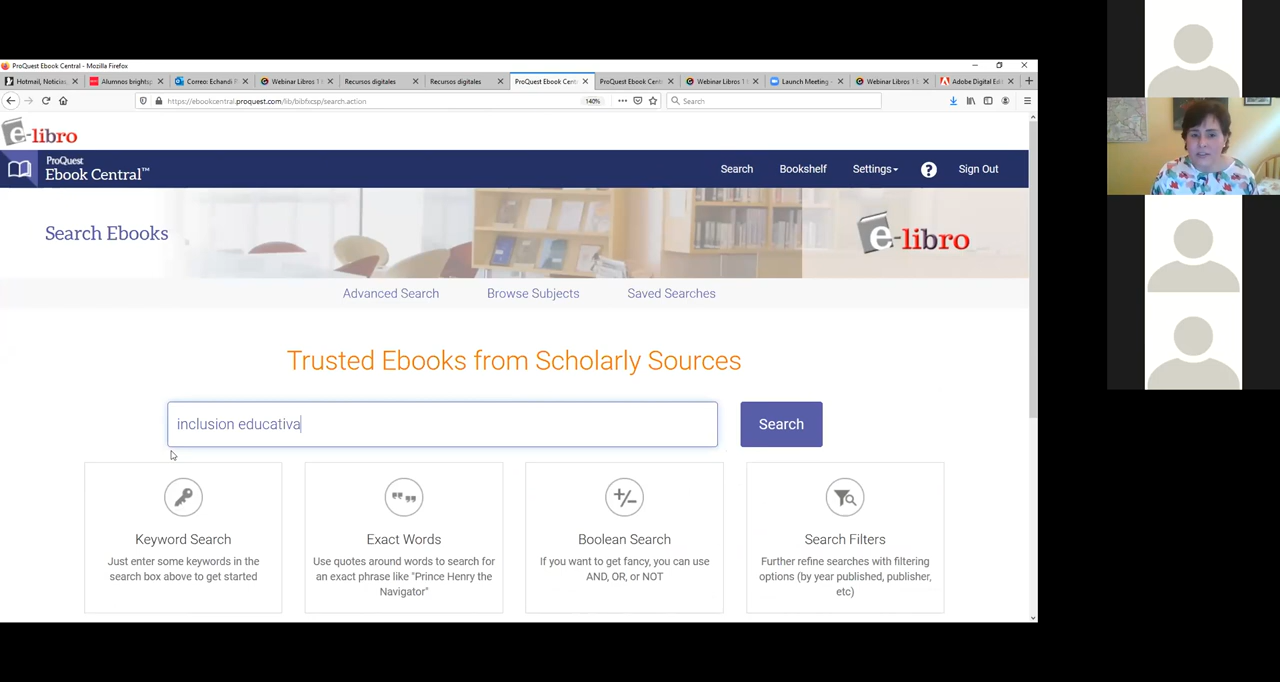 ProQuest Ebook Central - Mozilla Firefox
Hotmail, Noticias
Alumnos brightsp
Correo: Echandi
Webinar Libros 1
Recursos digitales
Recursos digitales
ProQuest Ebook Cent
ProQuest Ebook Cent
Webinar Libros 1
Launch Meeting -
Webinar Libros 1
Adobe Digital Edi
https://ebookcentral.proquest.com/lib/bibfxcsp/search.action
140%
Search
e-libro
ProQuest
Ebook Central™
Search
Bookshelf
Settings
?
Sign Out
Search Ebooks
e-libro
Advanced Search
Browse Subjects
Saved Searches
Trusted Ebooks from Scholarly Sources
inclusion educativa
Search
Keyword Search
Just enter some keywords in the
search box above to get started
Exact Words
Use quotes around words to search for
an exact phrase like "Prince Henry the
Navigator"
Boolean Search
If you want to get fancy, you can use
AND, OR, or NOT
Search Filters
Further refine searches with filtering
options (by year published, publisher,
etc)